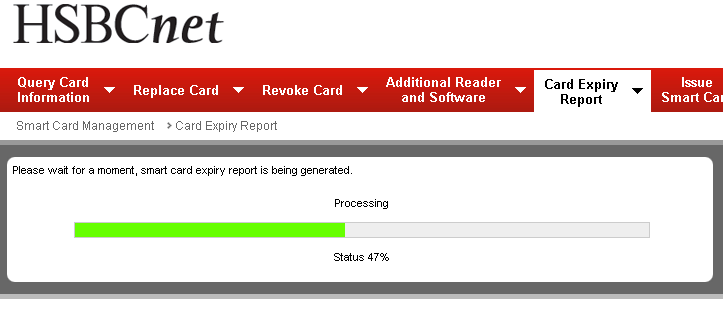 HSBCnet
Query Card
Information
Replace Card
Revoke Card
Additional Reader
and Software
Card Expiry
Report
Issue
Smart Car
Smart Card Management
Card Expiry Report
Please wait for a moment, smart card expiry report is being generated.
Processing
Status 47%